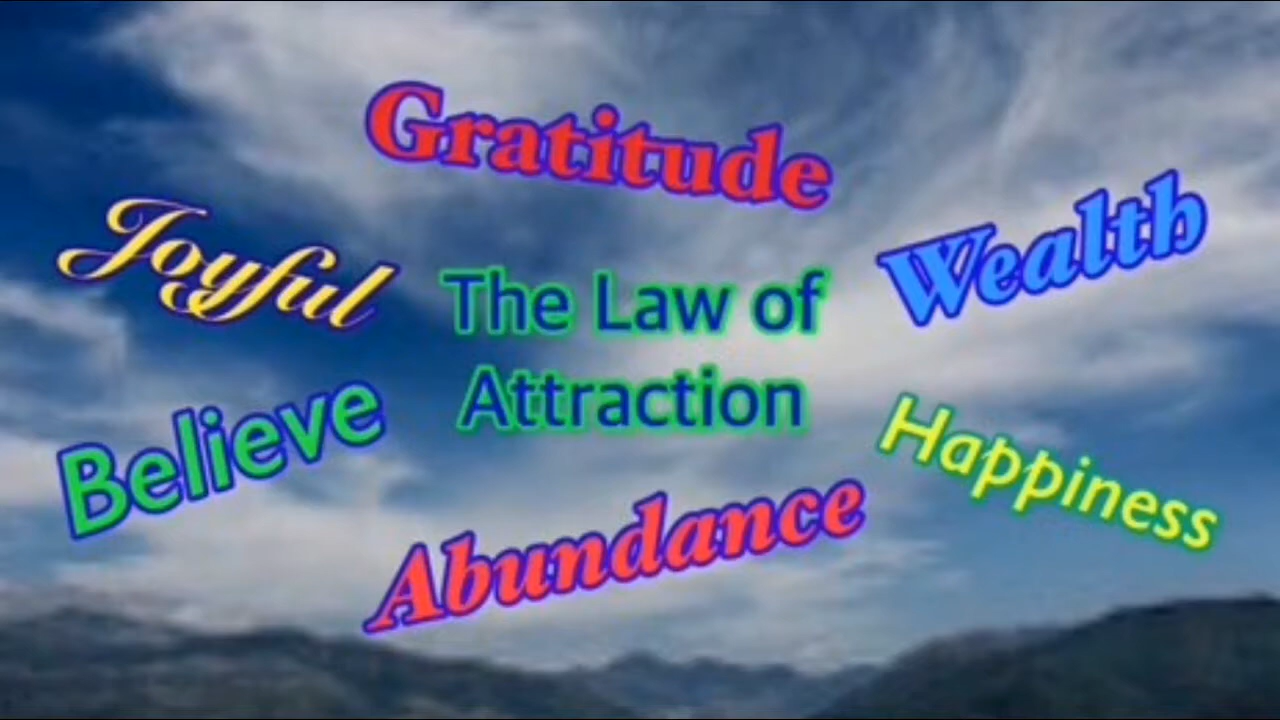 Gratitude
Wealth
Joyful
The Law of
Attraction
Believe
Happiness
Abundance